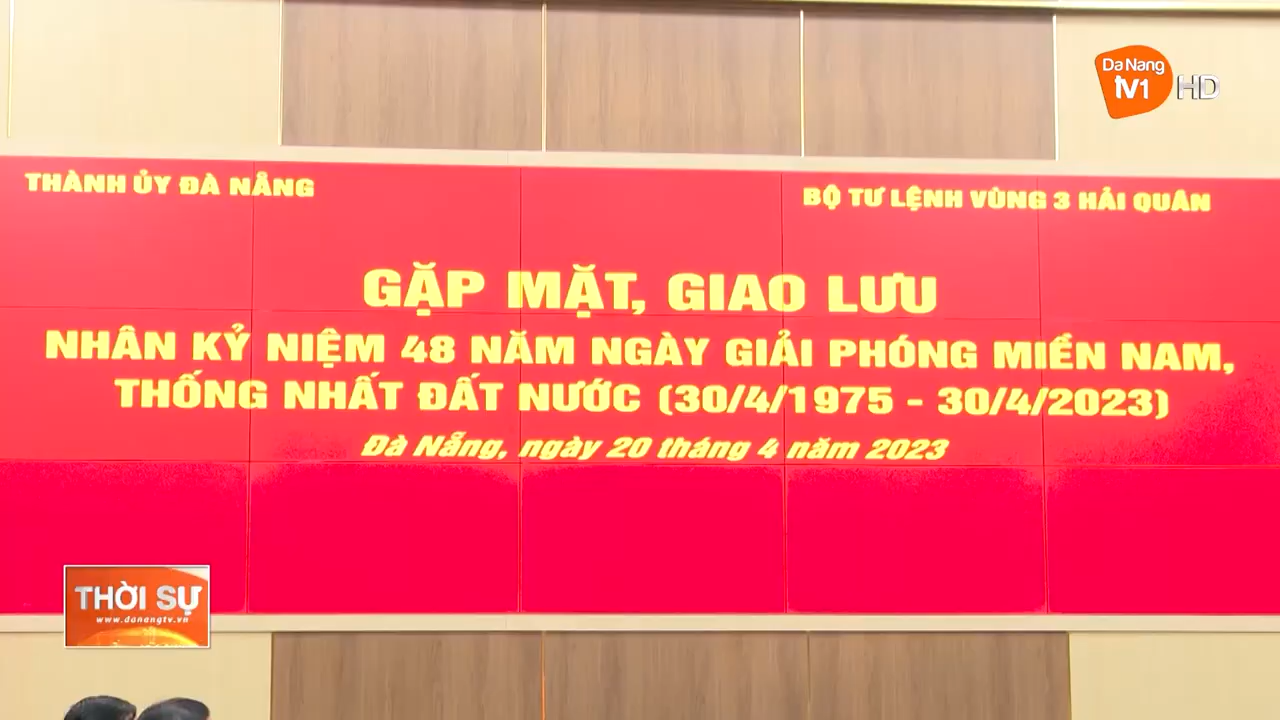 Da Nang
TV1 HD
THÀNH ỦY ĐÀ NẴNG
BỘ TƯ LỆNH VÙNG 3 HẢI QUÂN
GẶP MẶT, GIAO LƯU
NHÂN KỶ NIỆM 48 NĂM NGÀY GIẢI PHÓNG MIỀN NAM,
THỐNG NHẤT ĐẤT NƯỚC (30/4/1975 - 30/4/2023)
Đà Nẵng, ngày 20 tháng 4 năm 2023
THỜI SỰ
www.danangtv.vn